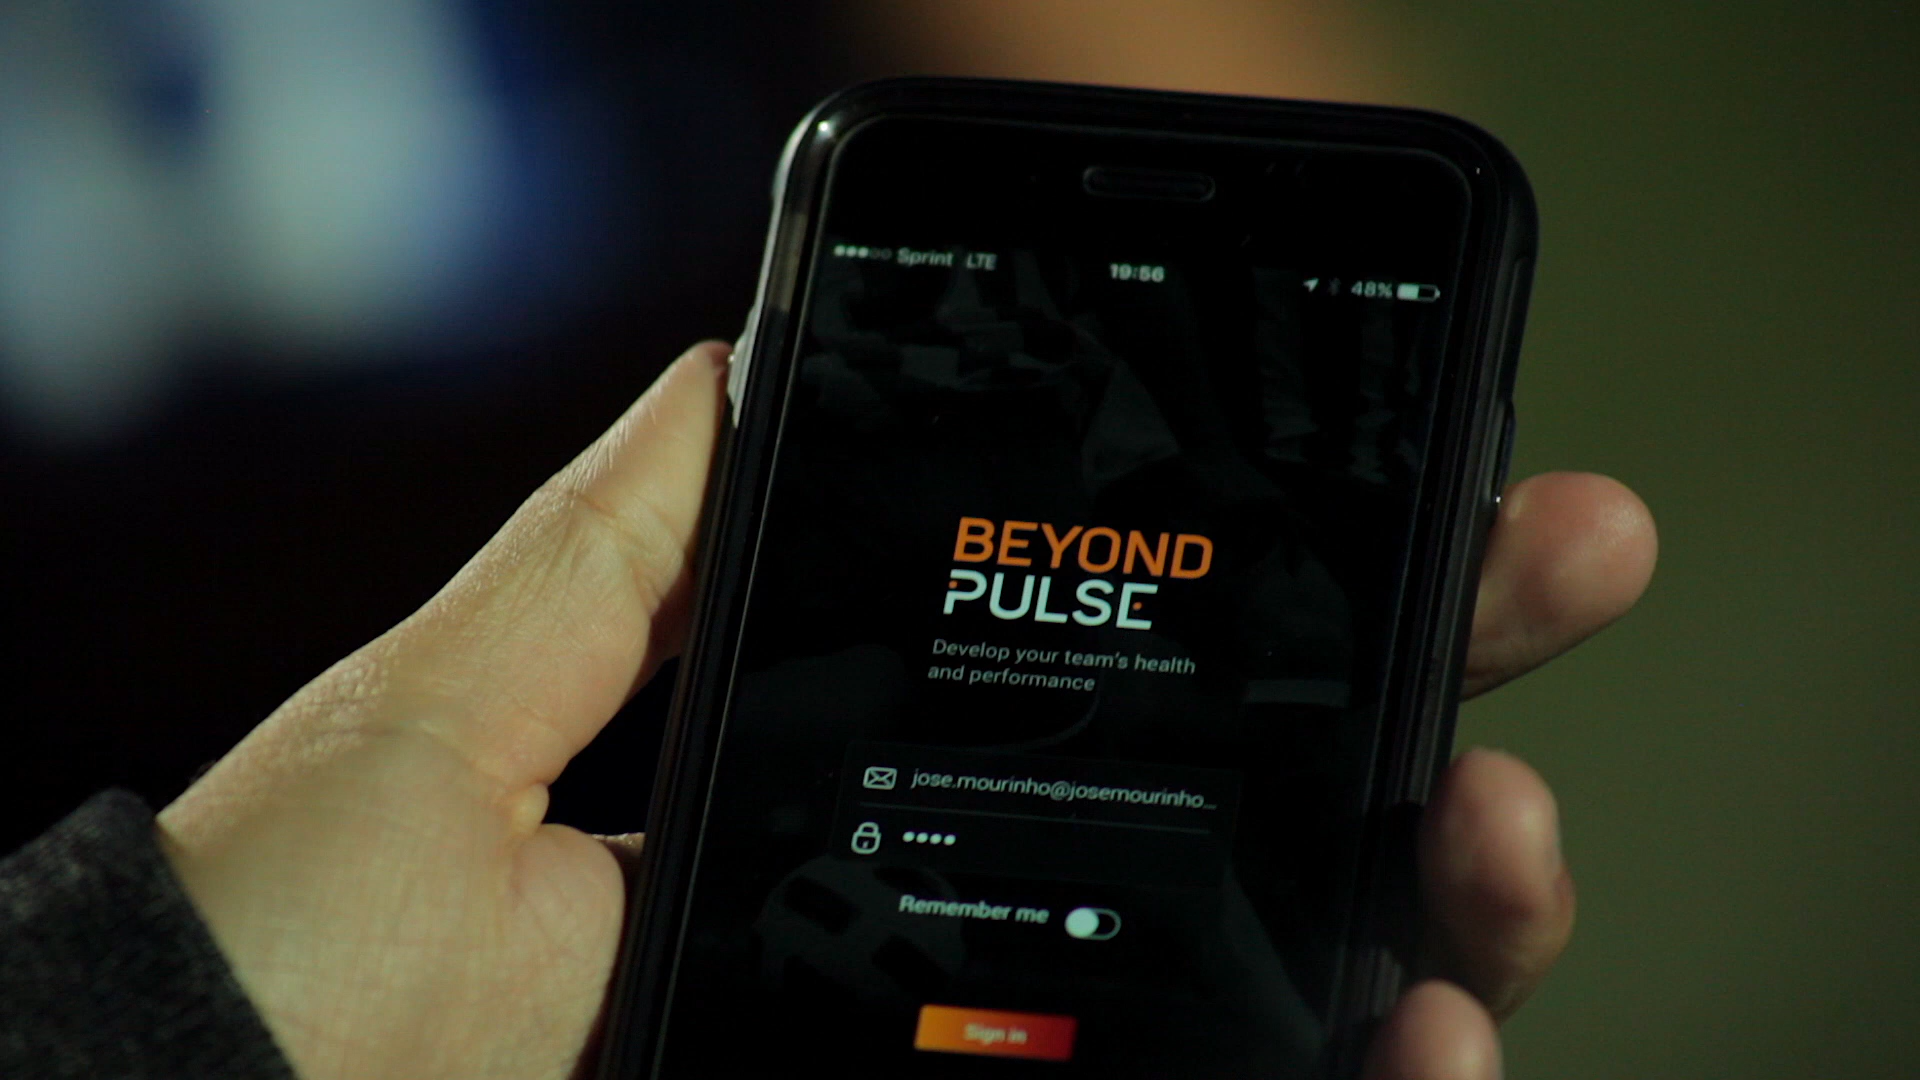 Sprint LTE 19:56 48%
BEYOND
PULSE
Develop your team's health
and performance
jose.mourinho@josemourinho...
••••
Remember me
Sign in